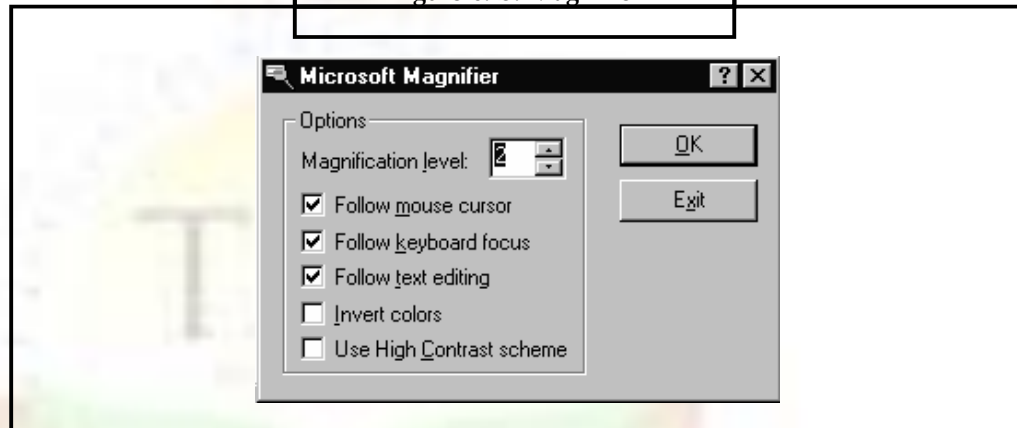 Microsoft Magnifier
Options
Magnification level: 2
OK
Exit
Follow mouse cursor
Follow keyboard focus
Follow text editing
Invert colors
Use High Contrast scheme
T